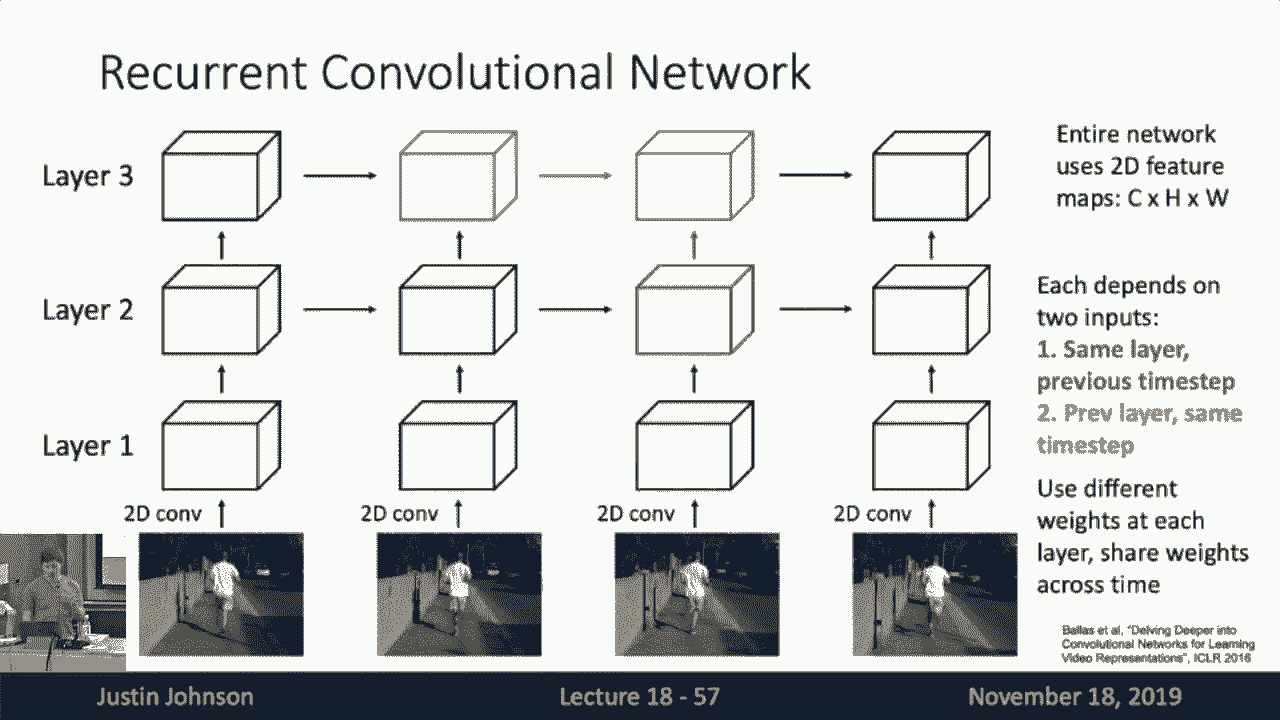 Recurrent Convolutional Network
Layer 3
Layer 2
Layer 1
2D conv
2D conv
2D conv
2D conv
Entire network
uses 2D feature
maps: C x H x W
Each depends on
two inputs:
1. Same layer,
previous timestep
2. Prev layer, same
timestep
Use different
weights at each
layer, share weights
across time
Ballas et al, "Delving Deeper into
Convolutional Networks for Learning
Video Representations", ICLR 2016
Justin Johnson
Lecture 18 - 57
November 18, 2019